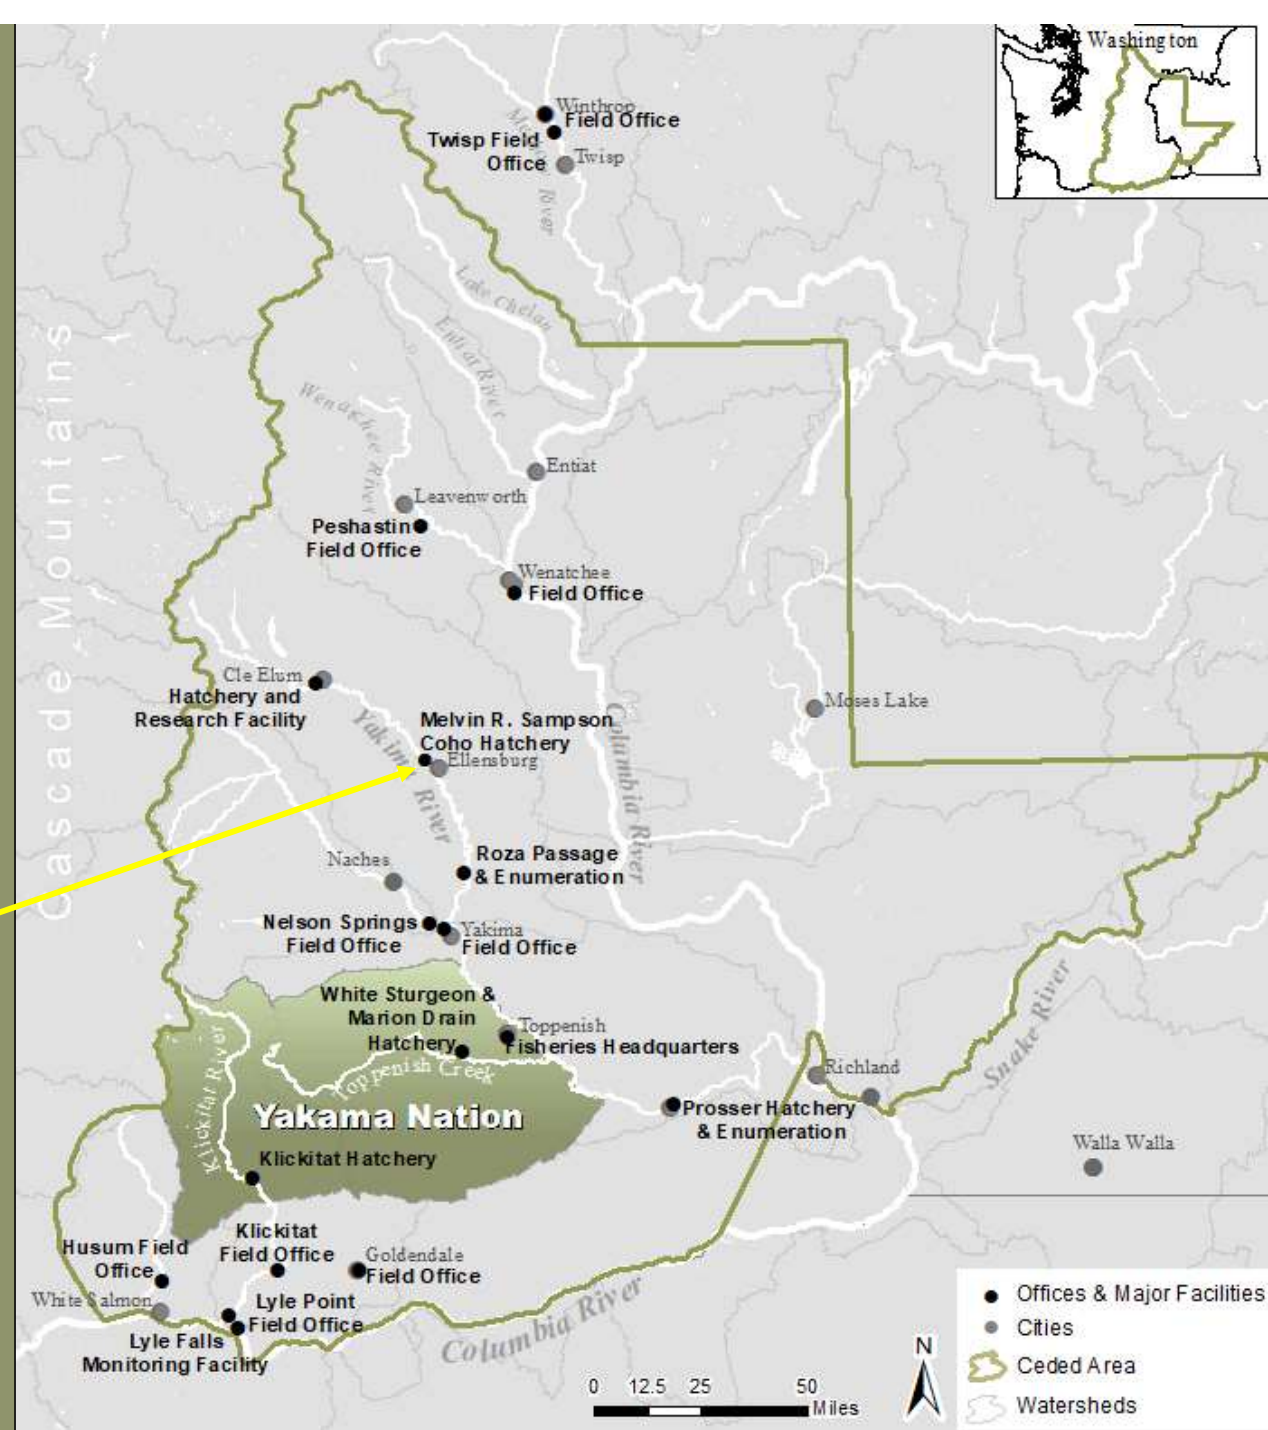 Washington
Winthrop
Field Office
Twisp Field
Office
Twisp
River
Lake Chelan
Entiat River
Wenatchee
River
Cascade Mountains
Entiat
Leavenworth
Peshastin
Field Office
Wenatchee
Field Office
Cle Elum
Hatchery and
Research Facility
Moses Lake
Melvin R. Sampson
Coho Hatchery
Ellensburg
Yakima
River
Columbia River
Naches
Roza Passage
& Enumeration
Nelson Springs
Field Office
Yakima
Field Office
White Sturgeon &
Marion Drain
Hatchery
Toppenish
Fisheries Headquarters
Toppenish Creek
Klickitat River
Snake River
Richland
Yakama Nation
Prosser Hatchery
& Enumeration
Walla Walla
Klickitat Hatchery
Klickitat
Field Office
Husum Field
Office
Goldendale
Field Office
White Salmon
Lyle Point
Field Office
Lyle Falls
Monitoring Facility
Columbia River
Offices & Major Facilities
Cities
Ceded Area
Watersheds
N
0 12.5 25 50
Miles